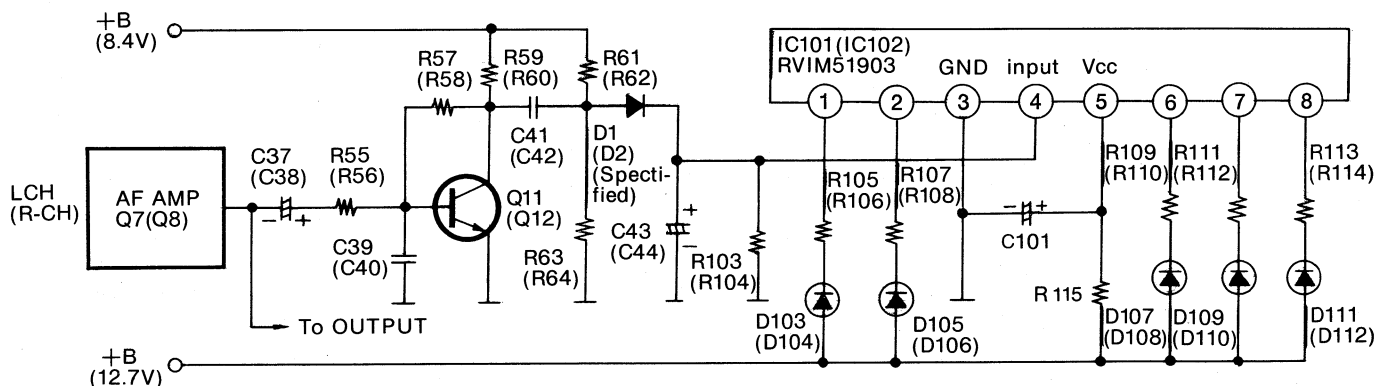 +B
(8.4V)
R57
(R58)
R59
(R60)
R61
(R62)
IC101(IC102)
RVIM51903
GND
input
Vcc
1
2
3
4
5
6
7
8
C41
(C42)
D1
(D2)
(Spectified)
C37
(C38)
R55
(R56)
LCH
(R-CH)
AF AMP
Q7(Q8)
-
+
Q11
(Q12)
C39
(C40)
R63
(R64)
C43
(C44)
+
-
R103
(R104)
R105
(R106)
R107
(R108)
-
+
C101
R109
(R110)
R111
(R112)
R113
(R114)
R115
To OUTPUT
D103
(D104)
D105
(D106)
D107
(D108)
D109
(D110)
D111
(D112)
+B
(12.7V)